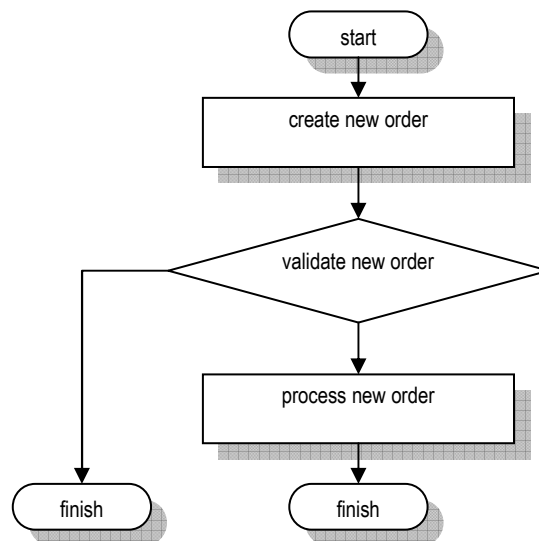 start
create new order
validate new order
process new order
finish
finish